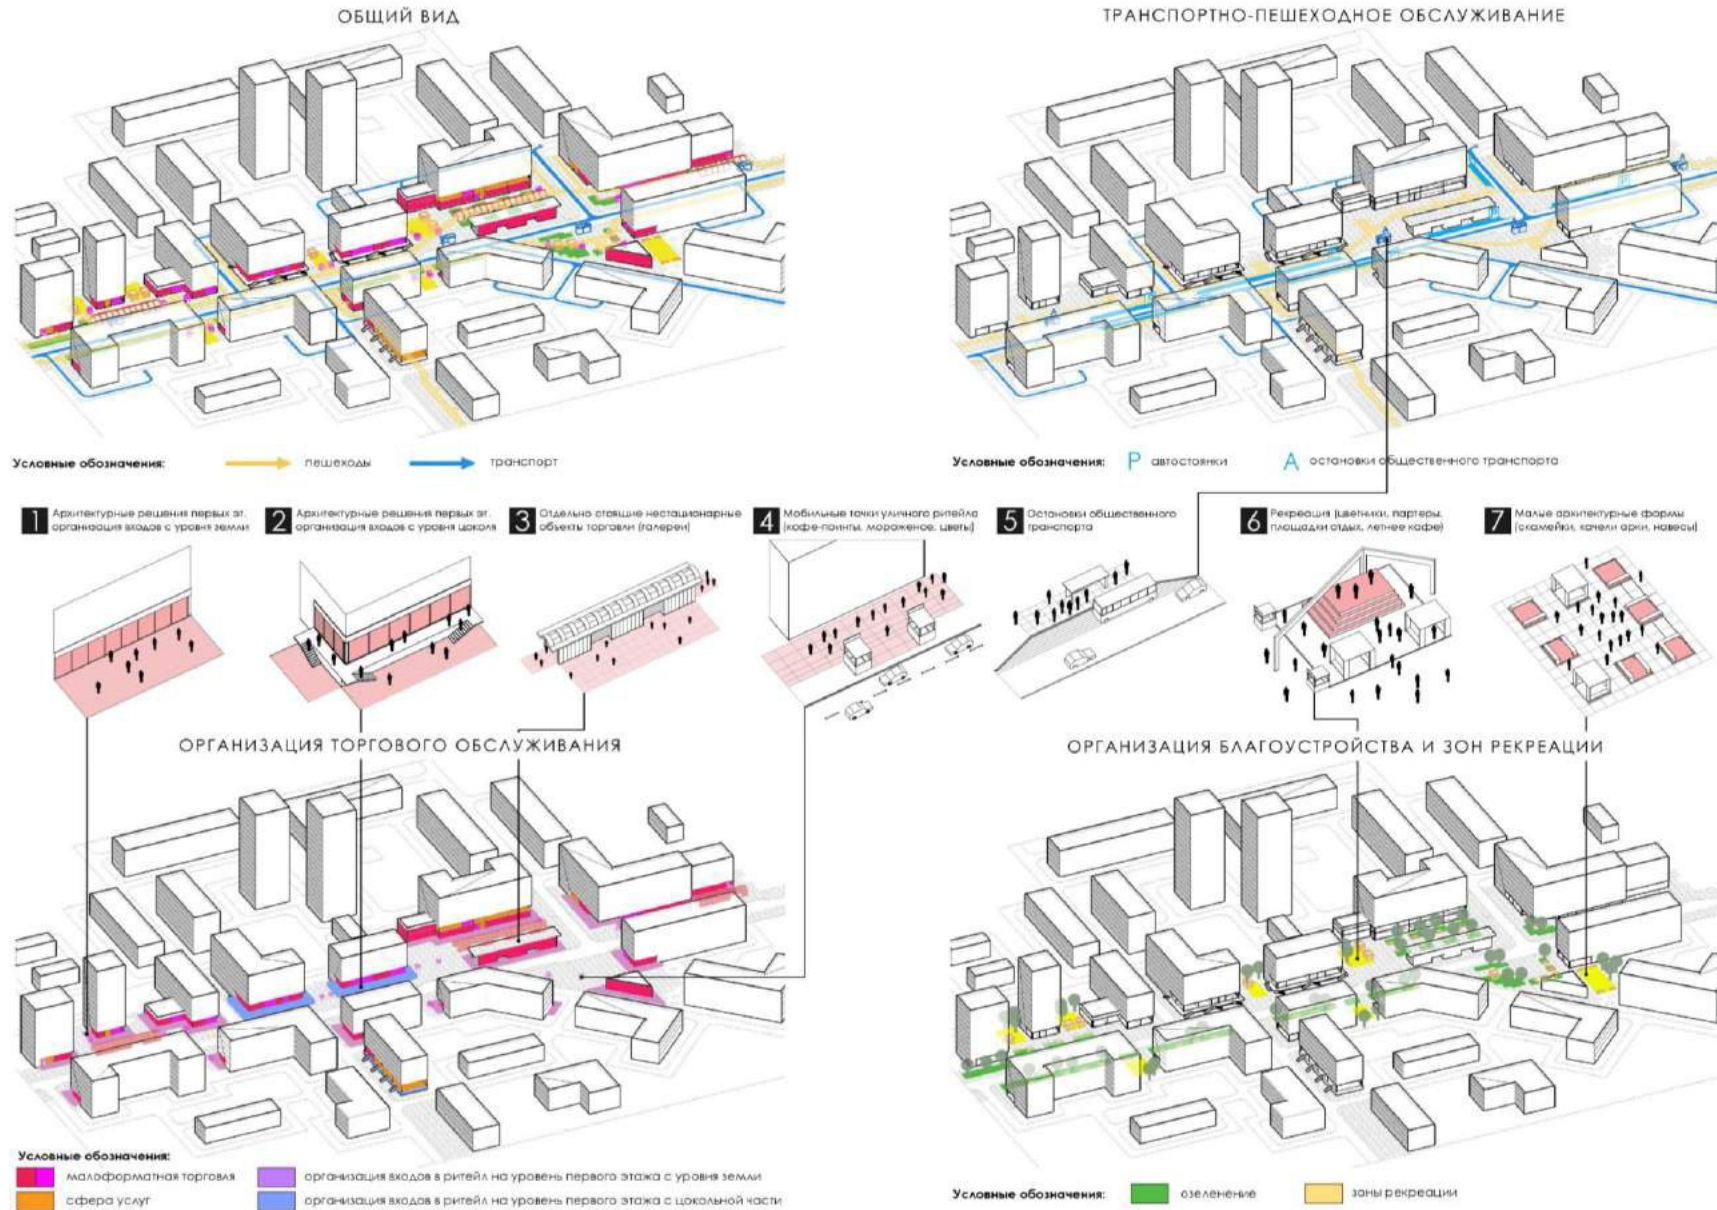 ОБЩИЙ ВИД
ТРАНСПОРТНО-ПЕШЕХОДНОЕ ОБСЛУЖИВАНИЕ
Условные обозначения:
пешеходы
транспорт
Условные обозначения:
P автостоянки
A остановки общественного транспорта
1 Архитектурные решения первых эт.
организация входов с уровня земли
2 Архитектурные решения первых эт.
организация входов с уровня цоколя
3 Отдельно стоящие нестационарные
объекты торговли (галереи)
4 Мобильные точки уличного ритейла
(кофе-поинты, мороженое, цветы)
5 Остановки общественного
транспорта
6 Рекреация (цветники, партеры,
площадки отдых, летнее кафе)
7 Малые архитектурные формы
(скамейки, качели арки, навесы)
ОРГАНИЗАЦИЯ ТОРГОВОГО ОБСЛУЖИВАНИЯ
ОРГАНИЗАЦИЯ БЛАГОУСТРОЙСТВА И ЗОН РЕКРЕАЦИИ
Условные обозначения:
малоформатная торговля
организация входов в ритейл на уровень первого этажа с уровня земли
сфера услуг
организация входов в ритейл на уровень первого этажа с цокольной части
Условные обозначения:
озеленение
зоны рекреации